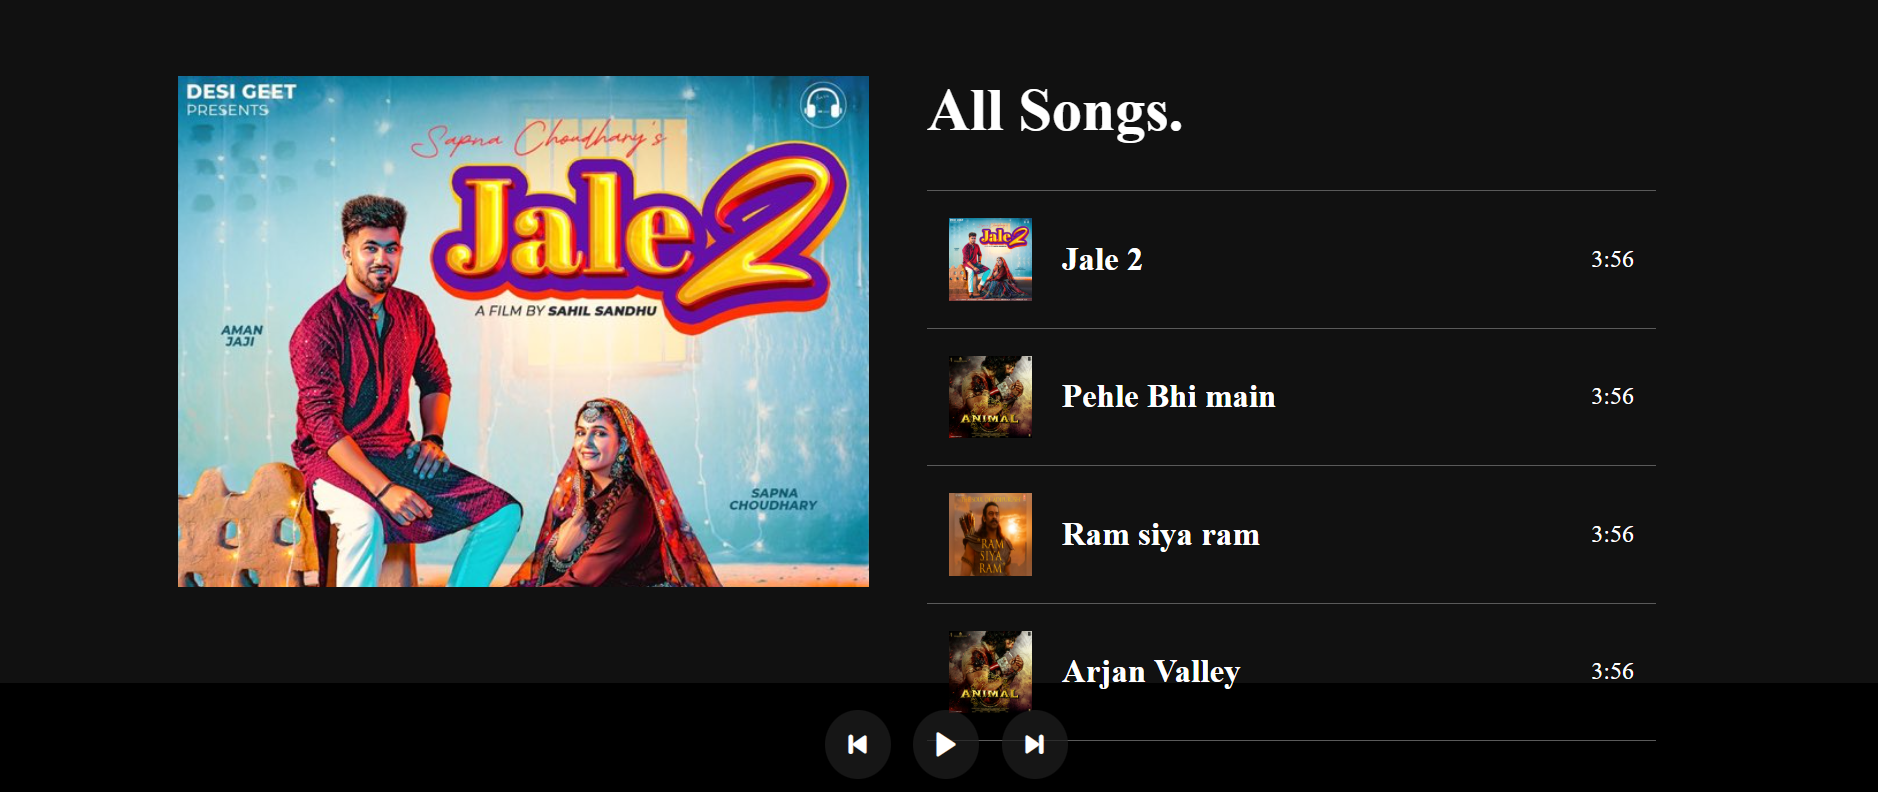 DESI GEET
PRESENTS
Sapna Choudhary's
Jale 2
A FILM BY SAHIL SANDHU
AMAN
JAJI
SAPNA
CHOUDHARY
All Songs.
Jale 2
Jale 2 3:56
ANIMAL
Pehle Bhi main 3:56
RAM
SIYA
RAM
Ram siya ram 3:56
ANIMAL
Arjan Valley 3:56